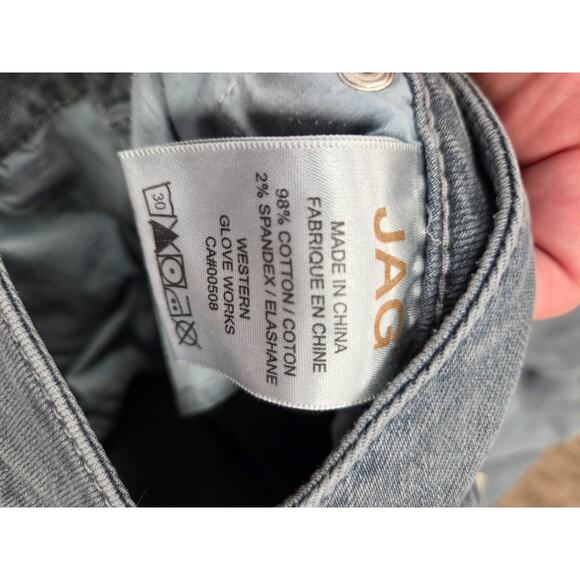 JAG
MADE IN CHINA
FABRIQUE EN CHINE
98% COTTON / COTON
2% SPANDEX / ELASHANE
WESTERN
GLOVE WORKS
CA#00508
30